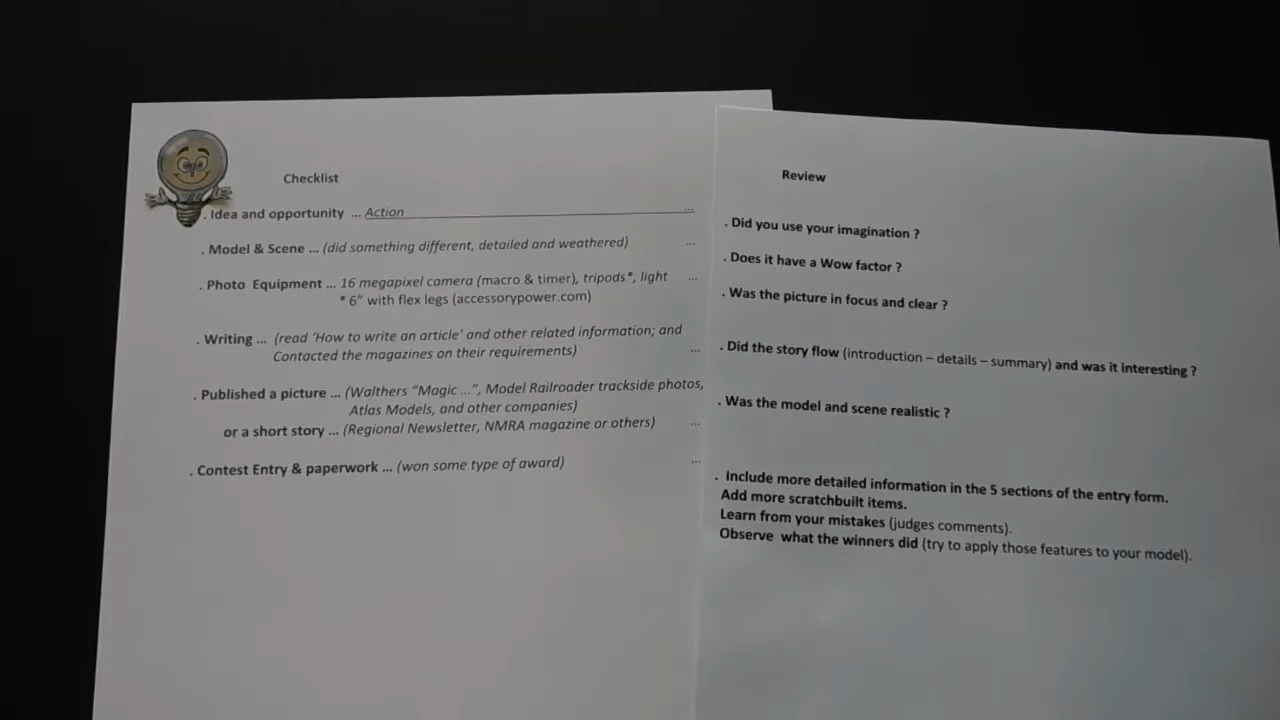 Checklist
. Idea and opportunity ... Action ...
. Model & Scene ... (did something different, detailed and weathered) ...
. Photo Equipment ... 16 megapixel camera (macro & timer), tripods*, light ...
* 6” with flex legs (accessorypower.com)
. Writing ... (read ‘How to write an article’ and other related information; and
Contacted the magazines on their requirements) ...
. Published a picture ... (Walthers “Magic ...”, Model Railroader trackside photos,
Atlas Models, and other companies)
or a short story ... (Regional Newsletter, NMRA magazine or others) ...
. Contest Entry & paperwork ... (won some type of award) ...
Review
. Did you use your imagination ?
. Does it have a Wow factor ?
. Was the picture in focus and clear ?
. Did the story flow (introduction – details – summary) and was it interesting ?
. Was the model and scene realistic ?
. Include more detailed information in the 5 sections of the entry form.
Add more scratchbuilt items.
Learn from your mistakes (judges comments).
Observe what the winners did (try to apply those features to your model).